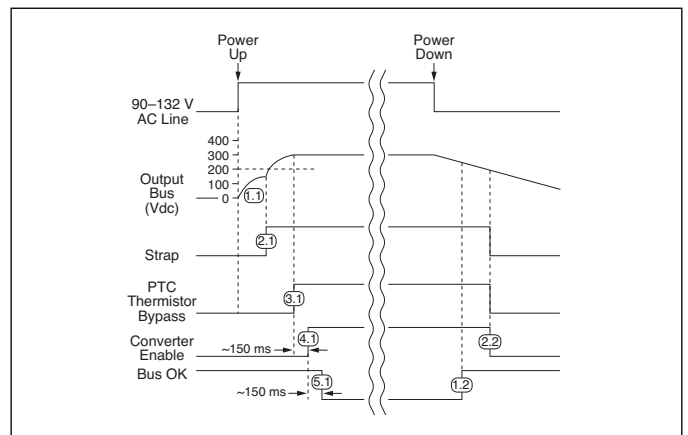 Power
Up
Power
Down
90–132 V
AC Line
400
300
200
100
0
Output
Bus
(Vdc)
1.1
Strap
2.1
PTC
Thermistor
Bypass
3.1
Converter
Enable
~150 ms
4.1
2.2
Bus OK
~150 ms
5.1
1.2